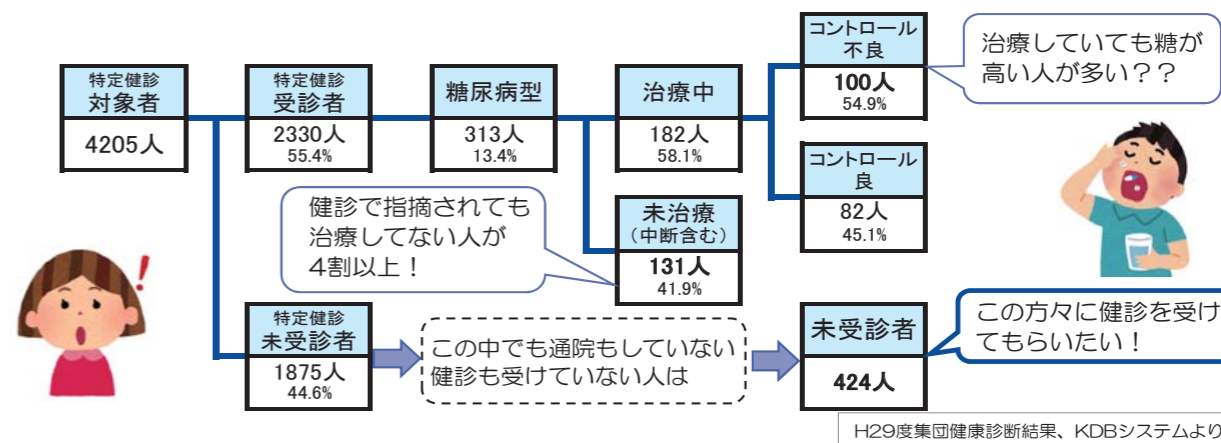 特定健診
対象者
4205人
特定健診
受診者
2330人
55.4%
糖尿病型
313人
13.4%
治療中
182人
58.1%
コントロール
不良
100人
54.9%
治療していても糖が
高い人が多い??
コントロール
良
82人
45.1%
健診で指摘されても
治療してない人が
4割以上!
未治療
(中断含む)
131人
41.9%
特定健診
未受診者
1875人
44.6%
この中でも通院もしていない
健診も受けていない人は
未受診者
424人
この方々に健診を受け
てもらいたい!
H29度集団健康診断結果、KDBシステムより